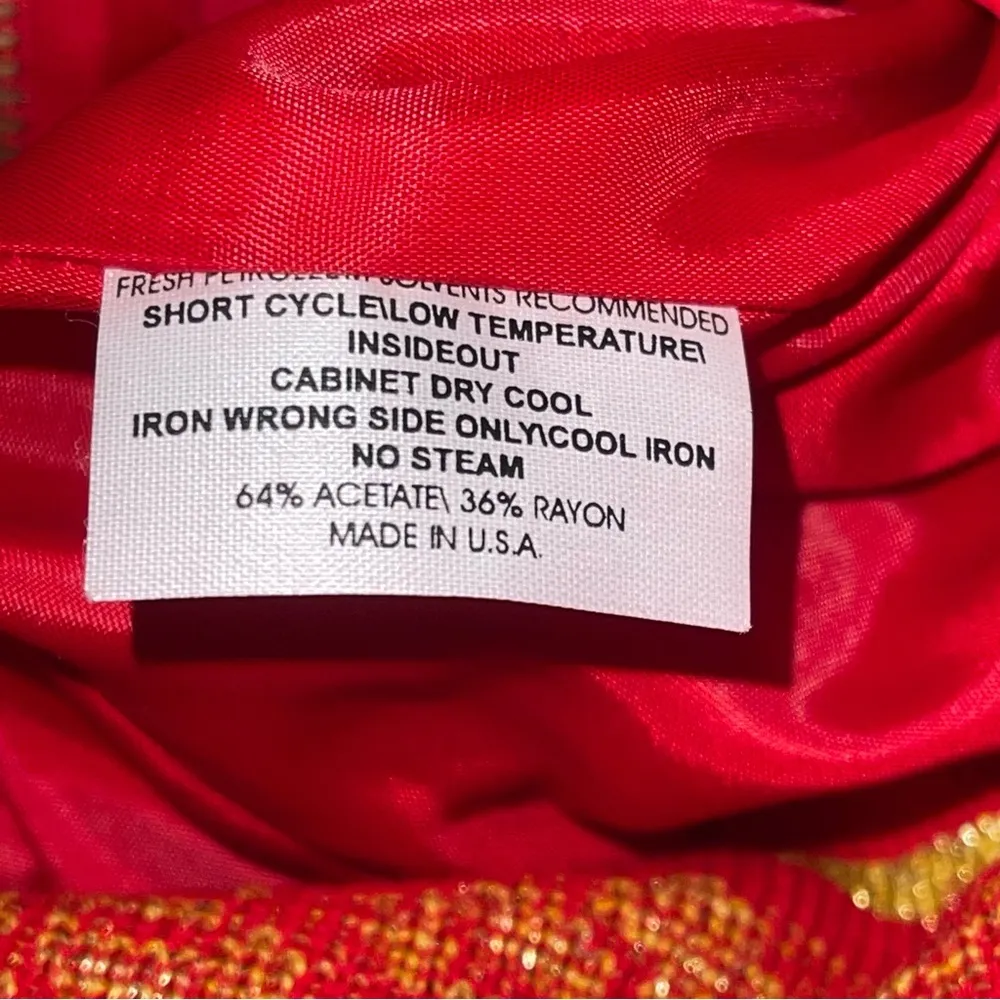 FRESH PETROLEUM SOLVENTS RECOMMENDED
SHORT CYCLE\LOW TEMPERATURE\
INSIDEOUT
CABINET DRY COOL
IRON WRONG SIDE ONLY\COOL IRON
NO STEAM
64% ACETATE\ 36% RAYON
MADE IN U.S.A.